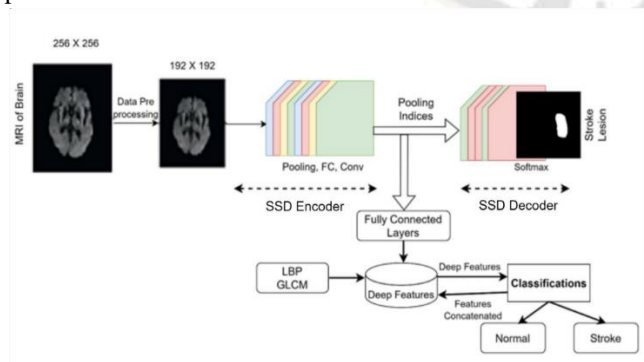 256 X 256
192 X 192
MRI of Brain
Data Pre
processing
Pooling, FC, Conv
Pooling
Indices
Softmax
Stroke
Lesion
SSD Encoder
SSD Decoder
Fully Connected
Layers
LBP
GLCM
Deep Features
Deep Features
Features
Concatenated
Classifications
Normal
Stroke